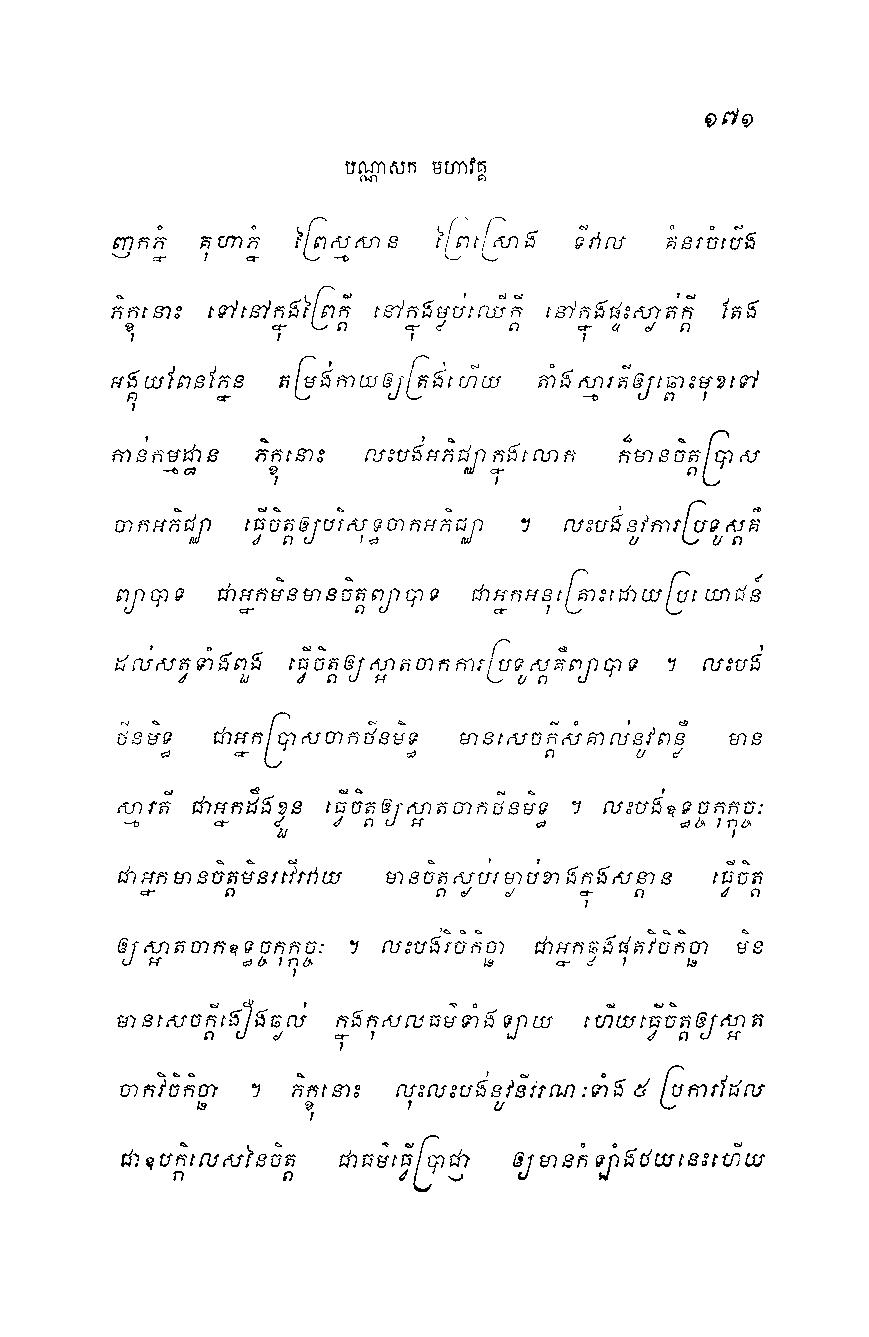 ១៧១
បណ្ណាសក មហាវគ្គ
ញកភ្នំ គុហាភ្នំ ព្រៃស្មសាន ព្រៃស្រោង ទីវាល គំនរចំបើង
ភិក្ខុនោះ ទៅនៅក្នុងព្រៃក្តី នៅក្នុងម្លប់ឈើក្តី នៅក្នុងផ្ទះស្ងាត់ក្តី តែង
អង្គុយពែនភ្នែន តម្រង់កាយឲ្យត្រង់ហើយ តាំងស្មារតីឲ្យឆ្ពោះមុខទៅ
កាន់កម្មដ្ឋាន ភិក្ខុនោះ លះបង់អភិជ្ឈាក្នុងលោក ក៏មានចិត្តប្រាស
ចាកអភិជ្ឈា ធ្វើចិត្តឲ្យបរិសុទ្ធចាកអភិជ្ឈា ។ លះបង់នូវការប្រទូស្តគឺ
ព្យាបាទ ជាអ្នកមិនមានចិត្តព្យាបាទ ជាអ្នកអនុគ្រោះដោយប្រយោជន៍
ដល់សត្វទាំងពួង ធ្វើចិត្តឲ្យស្អាតចាកការប្រទូស្តគឺព្យាបាទ ។ លះបង់
ថីនមិទ្ធ ជាអ្នកប្រាសចាកថីនមិទ្ធ មានសេចក្តីសំគាល់នូវពន្លឺ មាន
ស្មារតី ជាអ្នកដឹងខ្លួន ធ្វើចិត្តឲ្យស្អាតចាកថីនមិទ្ធ ។ លះបង់ឧទ្ធច្ចកុក្កុច្ចៈ
ជាអ្នកមានចិត្តមិនរវើរវាយ មានចិត្តស្ងប់រម្ងាប់ខាងក្នុងសន្តាន ធ្វើចិត្ត
ឲ្យស្អាតចាកឧទ្ធច្ចកុក្កុច្ចៈ ។ លះបង់វិចិកិច្ឆា ជាអ្នកឆ្លងផុតវិចិកិច្ឆា មិន
មានសេចក្តីងឿងឆ្ងល់ ក្នុងកុសលធម៌ទាំងឡាយ ហើយធ្វើចិត្តឲ្យស្អាត
ចាកវិចិកិច្ឆា ។ ភិក្ខុនោះ លុះលះបង់នូវនីវរណៈទាំង ៥ ប្រការដែល
ជាឧបក្កិលេសនៃចិត្ត ជាធម៌ធ្វើប្រាជ្ញា ឲ្យមានកំឡាំងថយនេះហើយ